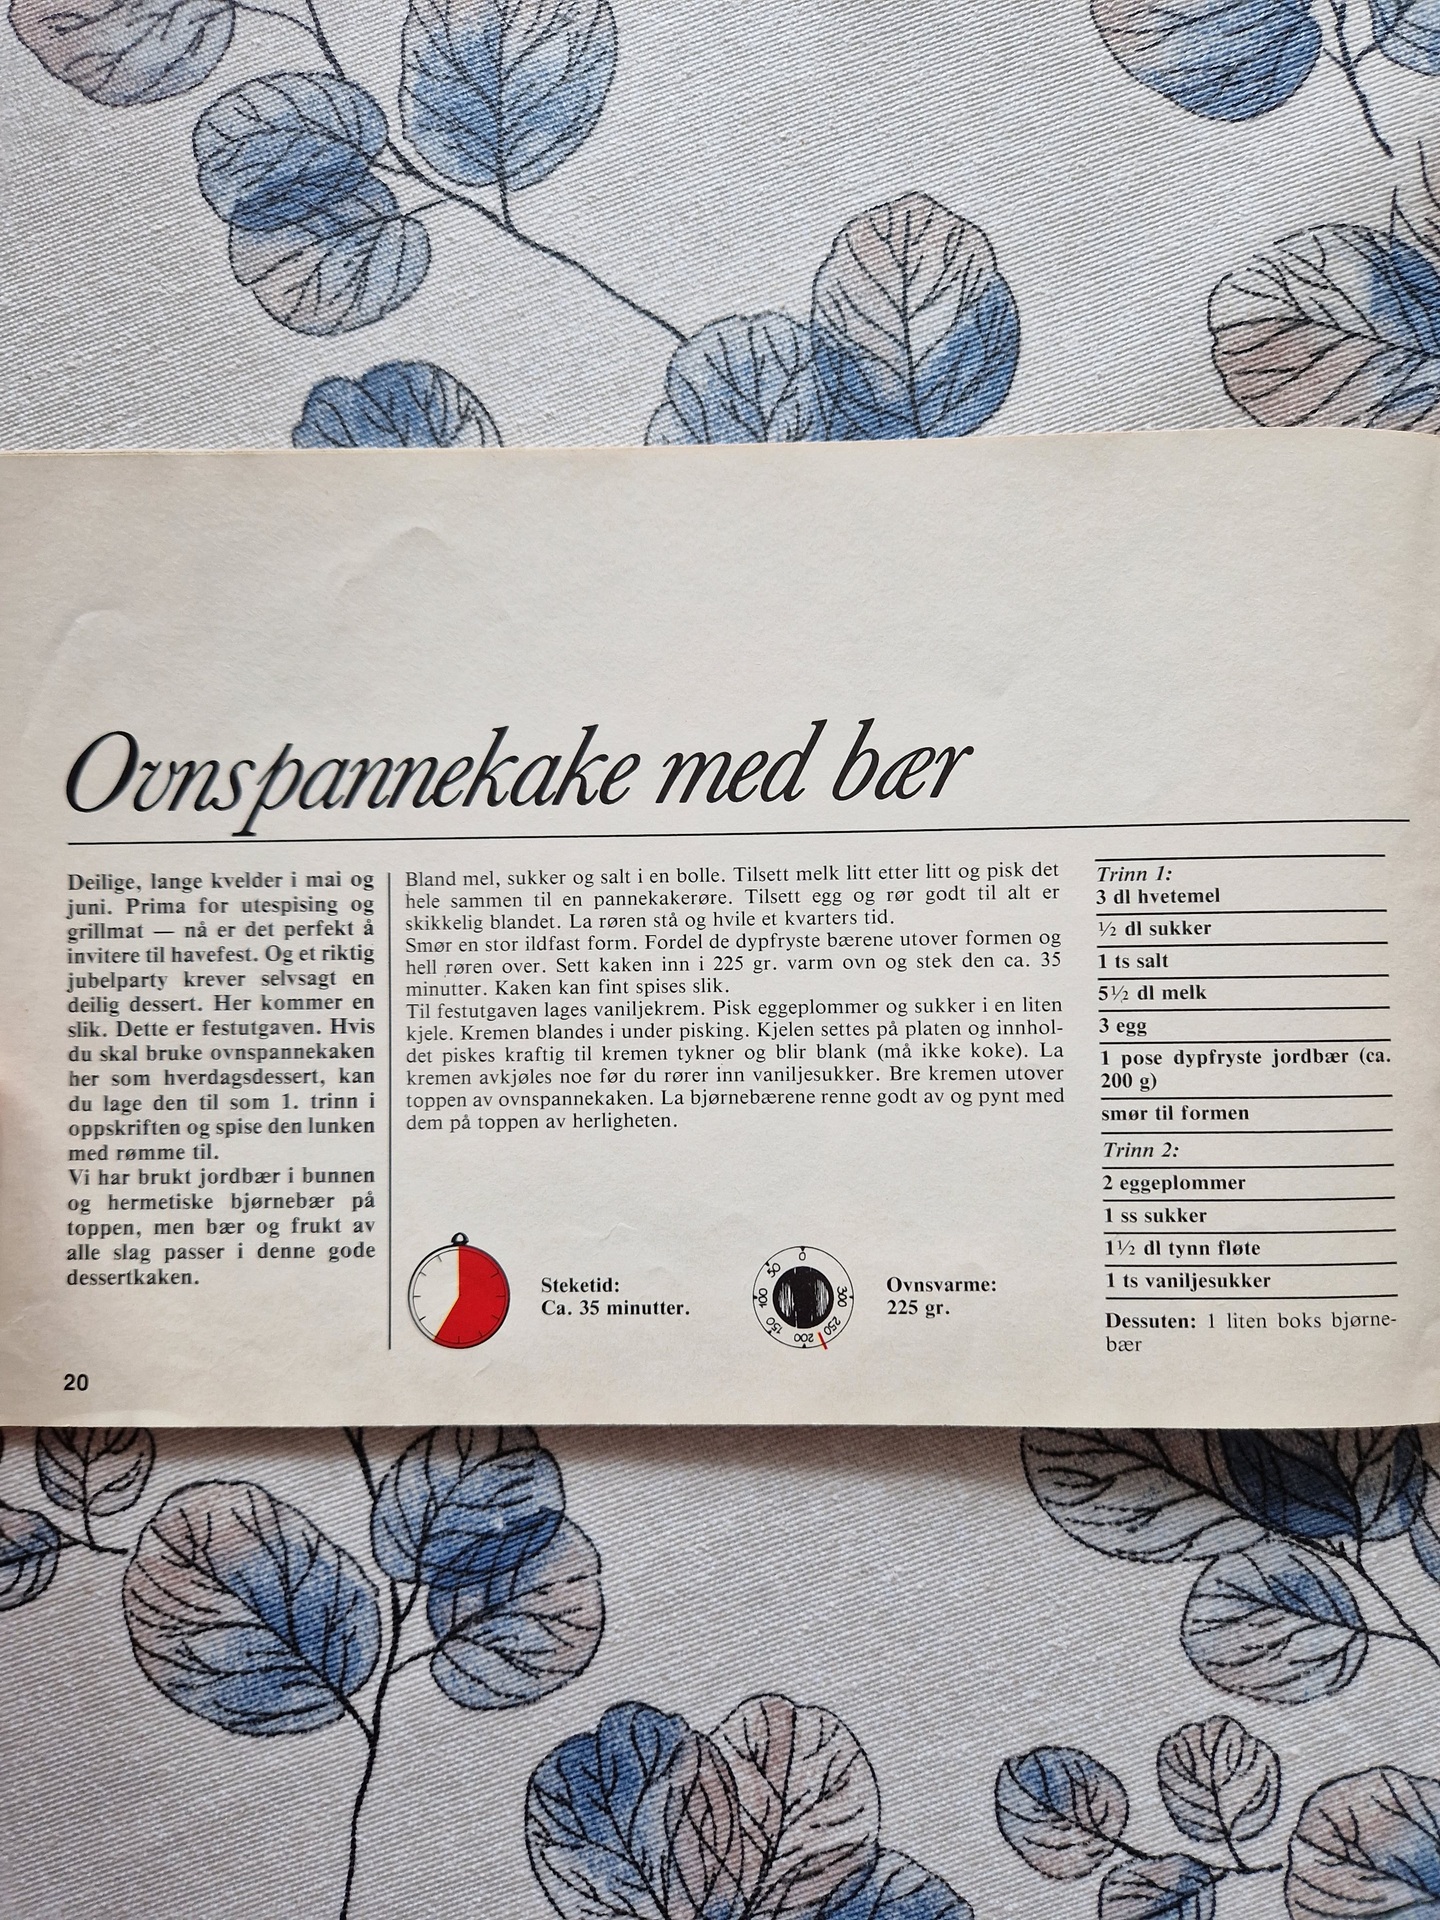 Ovnspannekake med bær
Deilige, lange kvelder i mai og
juni. Prima for utespising og
grillmat — nå er det perfekt å
invitere til havefest. Og et riktig
jubelparty krever selvsagt en
deilig dessert. Her kommer en
slik. Dette er festutgaven. Hvis
du skal bruke ovnspannekaken
her som hverdagsdessert, kan
du lage den til som 1. trinn i
oppskriften og spise den lunken
med rømme til.
Vi har brukt jordbær i bunnen
og hermetiske bjørnebær på
toppen, men bær og frukt av
alle slag passer i denne gode
dessertkaken.
Bland mel, sukker og salt i en bolle. Tilsett melk litt etter litt og pisk det
hele sammen til en pannekakerøre. Tilsett egg og rør godt til alt er
skikkelig blandet. La røren stå og hvile et kvarters tid.
Smør en stor ildfast form. Fordel de dypfryste bærene utover formen og
hell røren over. Sett kaken inn i 225 gr. varm ovn og stek den ca. 35
minutter. Kaken kan fint spises slik.
Til festutgaven lages vaniljekrem. Pisk eggeplommer og sukker i en liten
kjele. Kremen blandes i under pisking. Kjelen settes på platen og innhol-
det piskes kraftig til kremen tykner og blir blank (må ikke koke). La
kremen avkjøles noe før du rører inn vaniljesukker. Bre kremen utover
toppen av ovnspannekaken. La bjørnebærene renne godt av og pynt med
dem på toppen av herligheten.
Steketid:
Ca. 35 minutter.
0
50
100
150
200
250
300
Ovnsvarme:
225 gr.
Trinn 1:
3 dl hvetemel
½ dl sukker
1 ts salt
5½ dl melk
3 egg
1 pose dypfryste jordbær (ca.
200 g)
smør til formen
Trinn 2:
2 eggeplommer
1 ss sukker
1½ dl tynn fløte
1 ts vaniljesukker
Dessuten: 1 liten boks bjørne-
bær
20